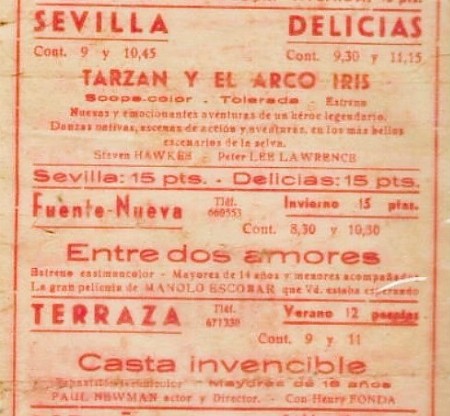 SEVILLA DELICIAS
Cont. 9 y 10,45 Cont. 9,30 y 11,15
TARZAN Y EL ARCO IRIS
Scope-color - Tolerada - Estreno
Nuevas y emocionantes aventuras de un héroe legendario.
Danzas nativas, escenas de acción y aventuras, en los más bellos
escenarios de la selva.
Steven HAWKES - Peter LEE LAWRENCE
Sevilla: 15 pts. - Delicias: 15 pts.
Fuente-Nueva Tléf. 660553 Invierno 15 ptas.
Cont. 8,30 y 10,30
Entre dos amores
Estreno en simuncolor - Mayores de 14 años y menores acompañados
La gran película de MANOLO ESCOBAR que Vd. estaba esperando
TERRAZA Tléf. 671330 Verano 12 pesetas
Cont. 9 y 11
Casta invencible
Mayores de 18 años
PAUL NEWMAN actor y Director. - Con Henry FONDA